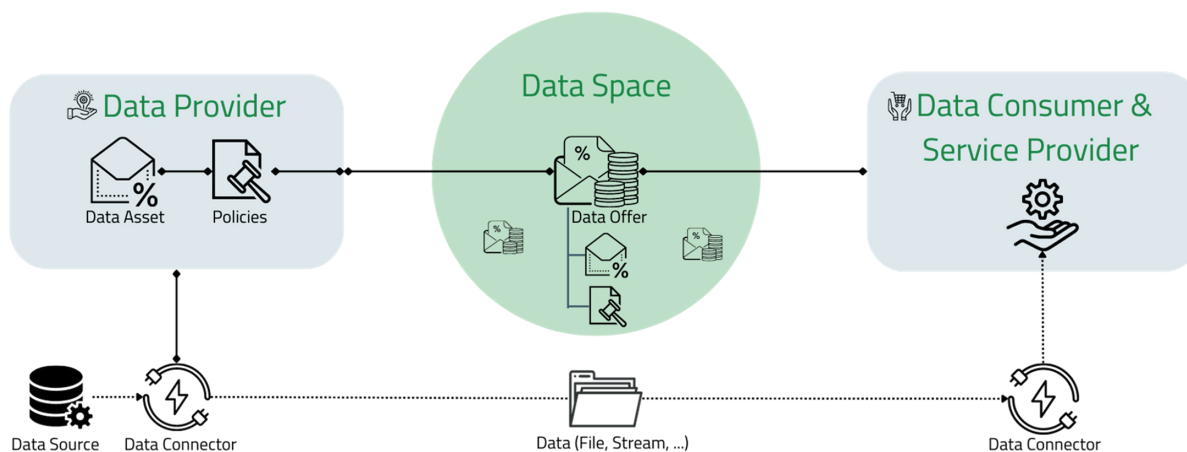 Data Provider
Data Asset
Policies
Data Space
%
Data Offer
%
%
%
%
%
Data Consumer &
Service Provider
Data Source
Data Connector
Data (File, Stream, ...)
Data Connector